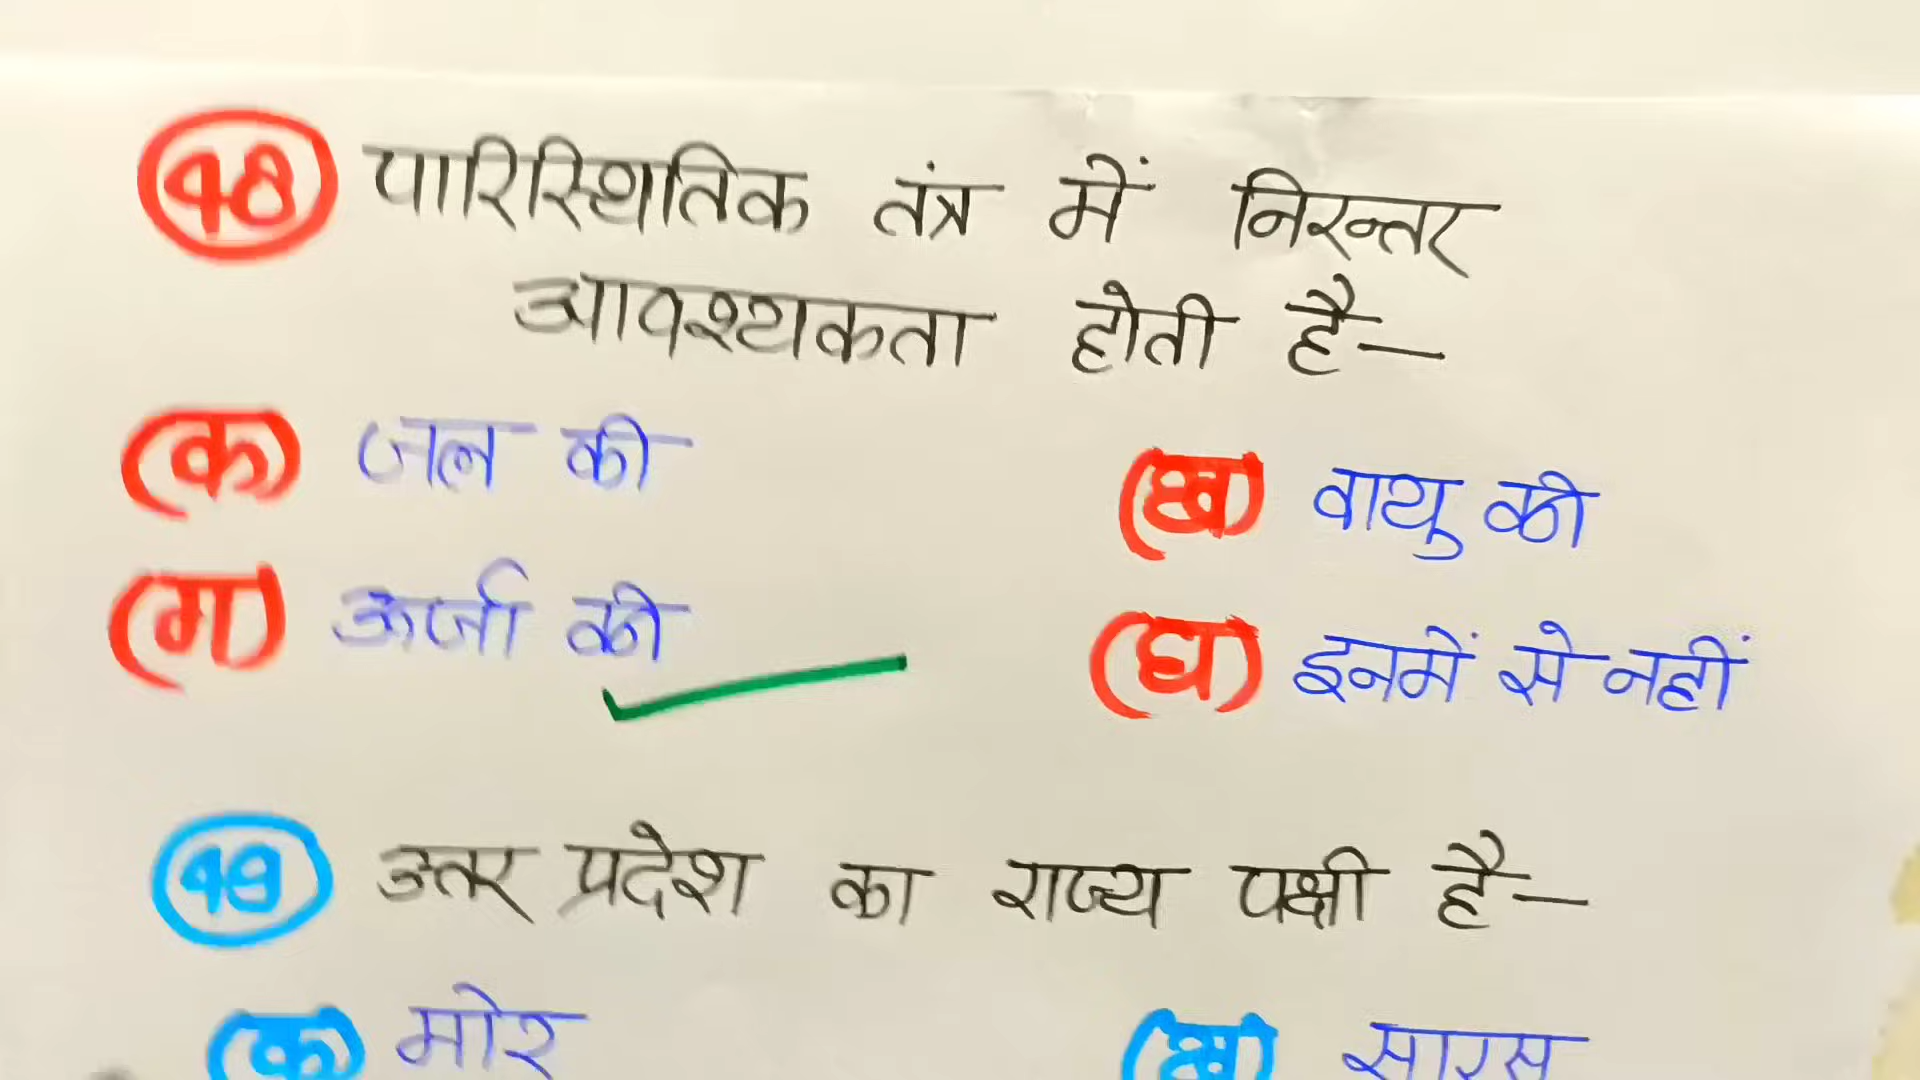 48 पारिस्थितिक तंत्र में निरन्तर
आवश्यकता होती है—
(क) जल की (ख) वायु की
(ग) ऊर्जा की (घ) इनमें से नहीं
49 उत्तर प्रदेश का राज्य पक्षी है—
(क) मोर (ख) सारस